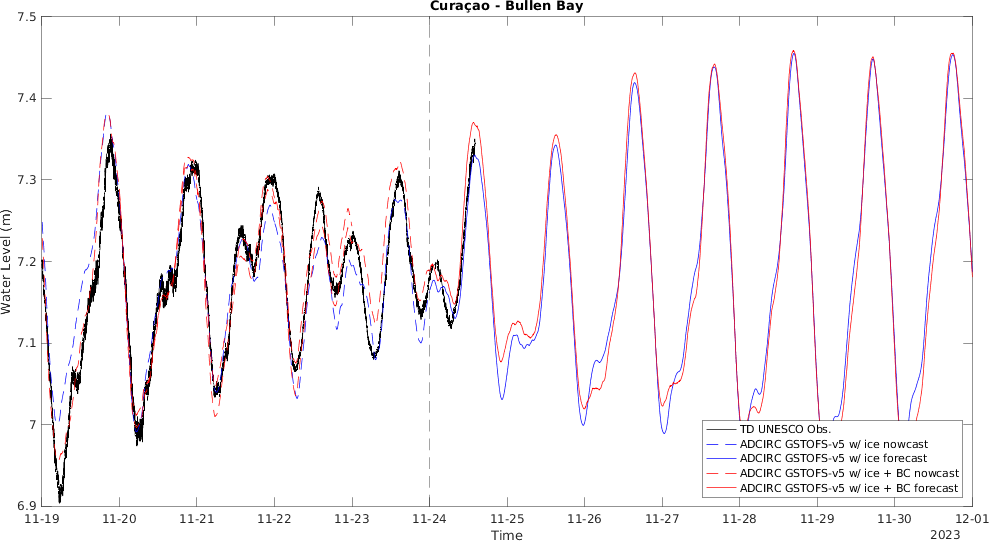 Curaçao - Bullen Bay
7.5
7.4
7.3
7.2
7.1
7
6.9
Water Level (m)
11-19
11-20
11-21
11-22
11-23
11-24
11-25
11-26
11-27
11-28
11-29
11-30
12-01
Time
2023
TD UNESCO Obs.
ADCIRC GSTOFS-v5 w/ ice nowcast
ADCIRC GSTOFS-v5 w/ ice forecast
ADCIRC GSTOFS-v5 w/ ice + BC nowcast
ADCIRC GSTOFS-v5 w/ ice + BC forecast